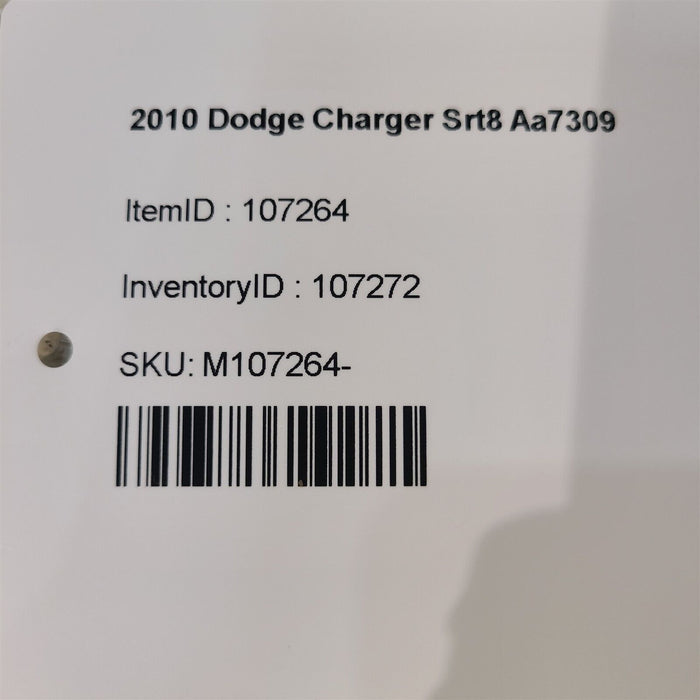 2010 Dodge Charger Srt8 Aa7309
ItemID : 107264
InventoryID : 107272
SKU: M107264-